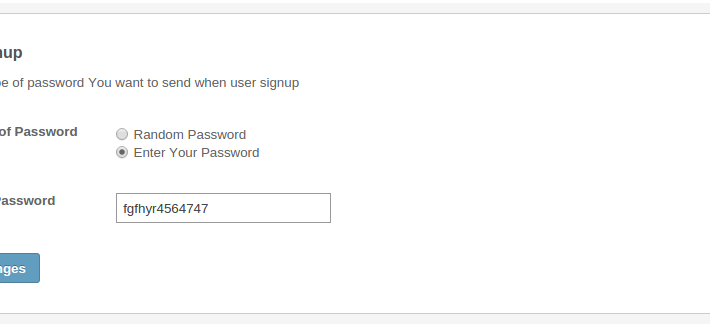 nup
e of password You want to send when user signup
of Password
Random Password
Enter Your Password
Password
fgfhyr4564747
nges